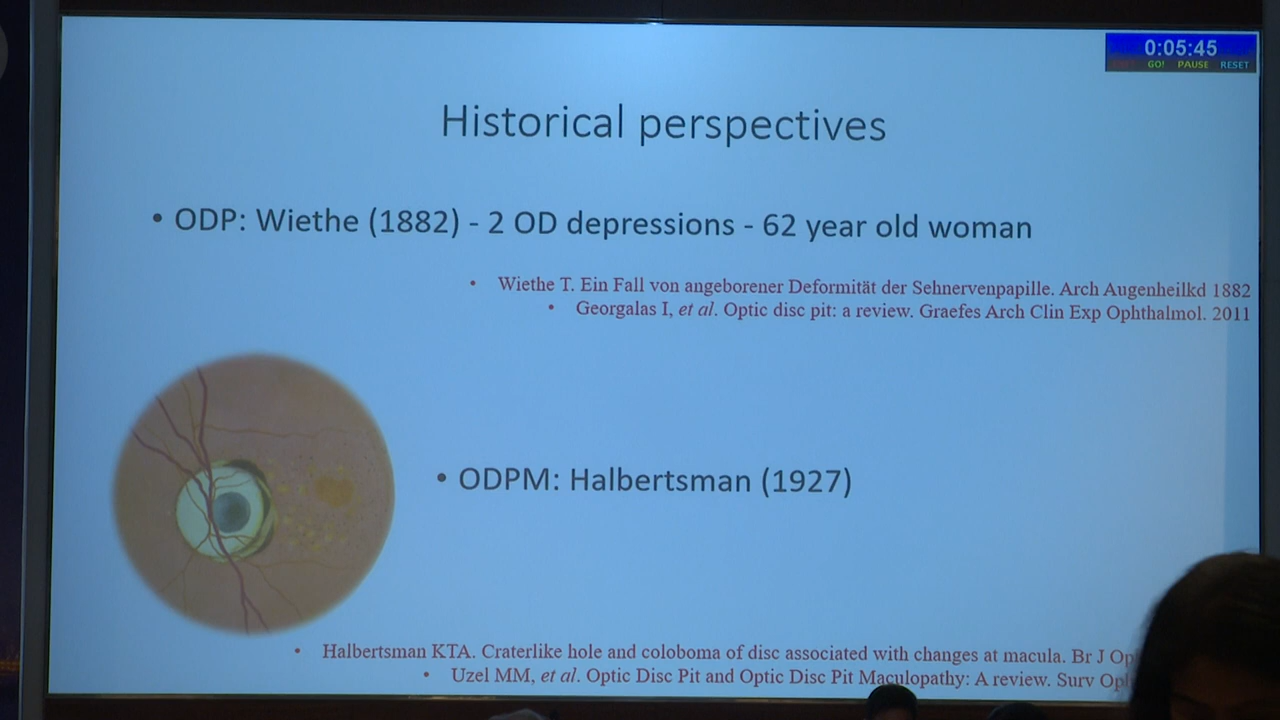 0:05:45
GO! PAUSE RESET
Historical perspectives
• ODP: Wiethe (1882) - 2 OD depressions - 62 year old woman
• Wiethe T. Ein Fall von angeborener Deformität der Sehnervenpapille. Arch Augenheilkd 1882
• Georgalas I, et al. Optic disc pit: a review. Graefes Arch Clin Exp Ophthalmol. 2011
• ODPM: Halbertsman (1927)
• Halbertsman KTA. Craterlike hole and coloboma of disc associated with changes at macula. Br J Op
• Uzel MM, et al. Optic Disc Pit and Optic Disc Pit Maculopathy: A review. Surv Op